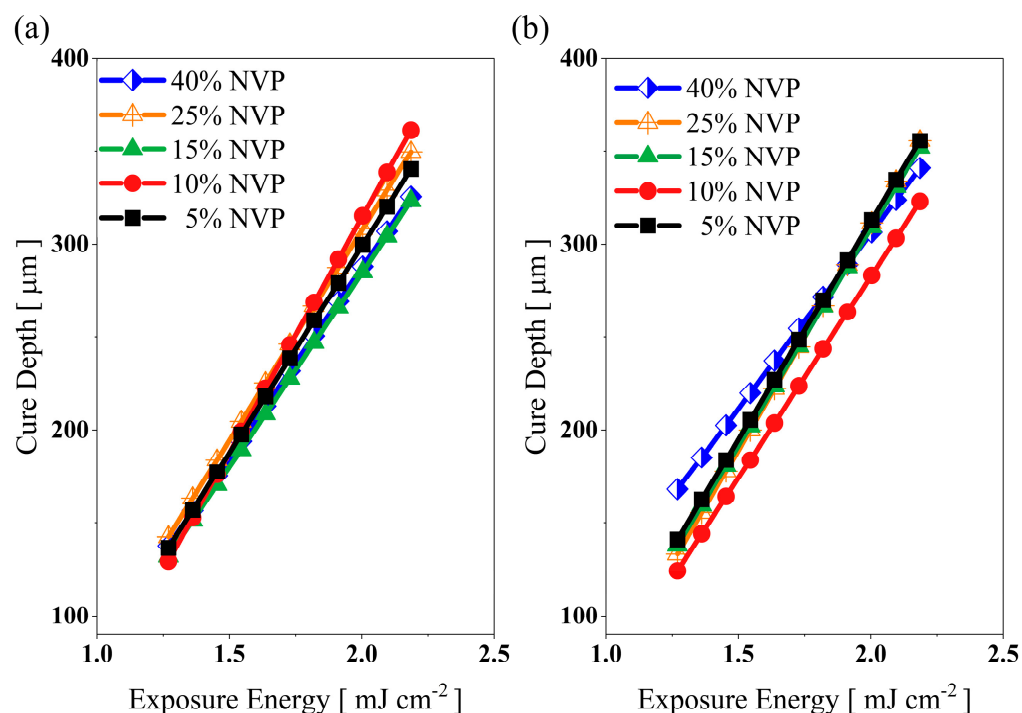 (a)
400
300
200
100
Cure Depth [ μm ]
40% NVP
25% NVP
15% NVP
10% NVP
5% NVP
1.0 1.5 2.0 2.5
Exposure Energy [ mJ cm⁻² ]
(b)
400
300
200
100
Cure Depth [ μm ]
40% NVP
25% NVP
15% NVP
10% NVP
5% NVP
1.0 1.5 2.0 2.5
Exposure Energy [ mJ cm⁻² ]